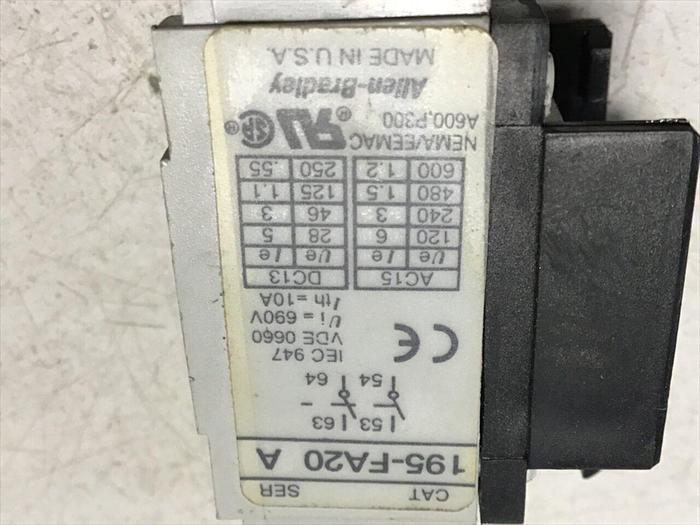 CAT SER
195-FA20 A
53 63
54 64
IEC 947
VDE 0660
Ui = 690V
Ith = 10A
AC15 DC13
Ue Ie Ue Ie
120 6 28 5
240 3 46 3
480 1.5 125 1.1
600 1.2 250 .55
NEMA/EEMAC
A600,P300
Allen-Bradley
MADE IN U.S.A.